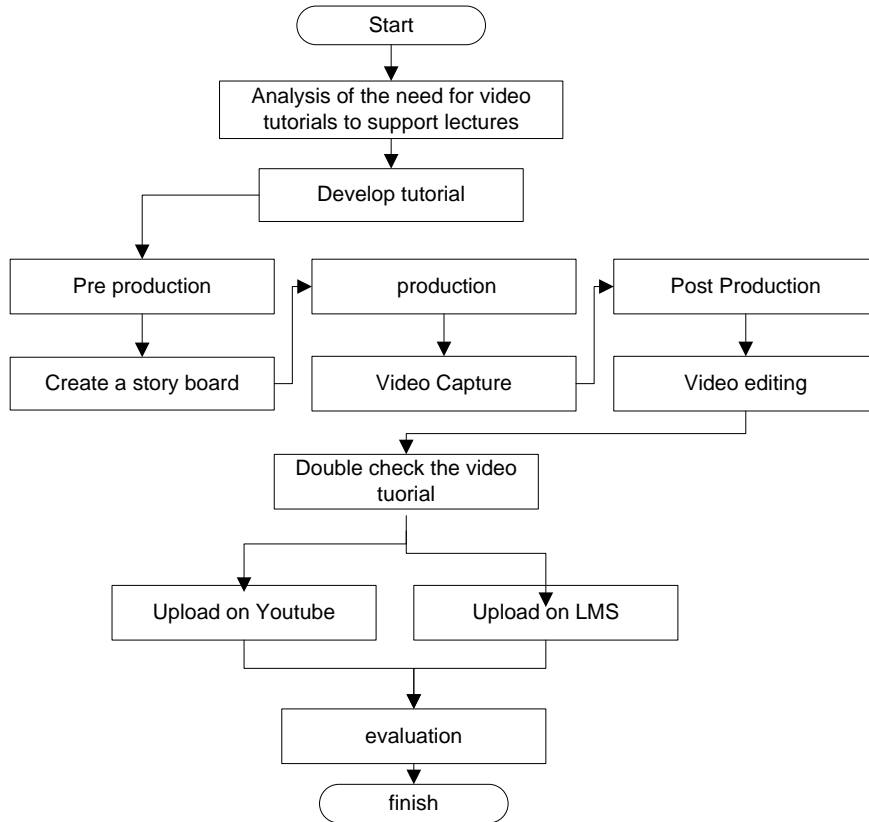 Start
Analysis of the need for video
tutorials to support lectures
Develop tutorial
Pre production
production
Post Production
Create a story board
Video Capture
Video editing
Double check the video
tuorial
Upload on Youtube
Upload on LMS
evaluation
finish